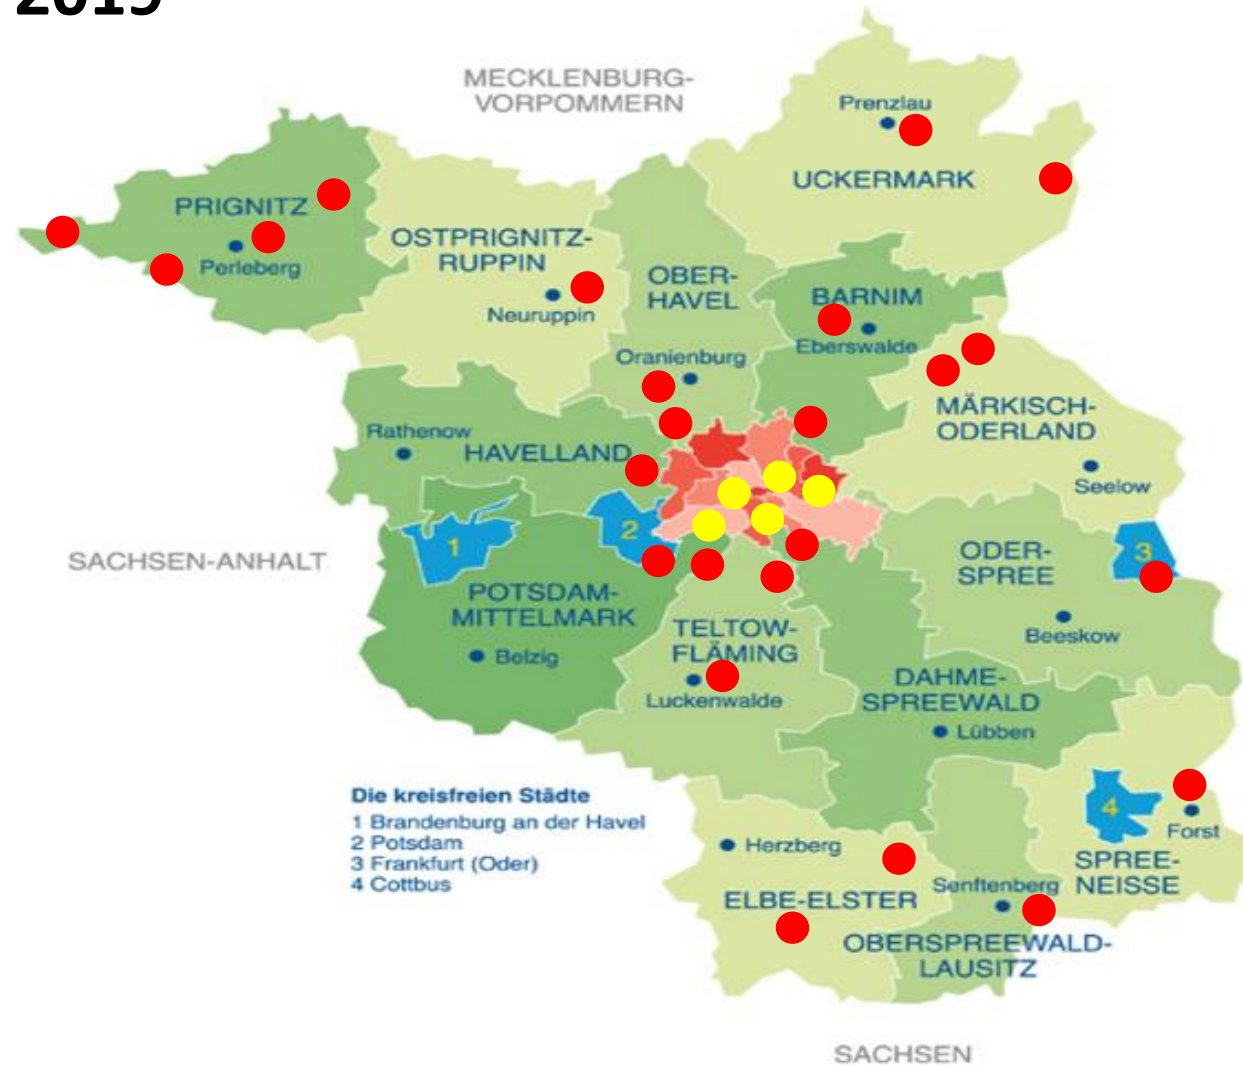 2019
MECKLENBURG-
VORPOMMERN
Prenzlau
UCKERMARK
PRIGNITZ
Perleberg
OSTPRIGNITZ-
RUPPIN
Neuruppin
OBER-
HAVEL
Oranienburg
BARNIM
Eberswalde
MÄRKISCH-
ODERLAND
Seelow
Rathenow
HAVELLAND
SACHSEN-ANHALT
1
2
3
POTSDAM-
MITTELMARK
Belzig
ODER-
SPREE
Beeskow
TELTOW-
FLÄMING
Luckenwalde
DAHME-
SPREEWALD
Lübben
Die kreisfreien Städte
1 Brandenburg an der Havel
2 Potsdam
3 Frankfurt (Oder)
4 Cottbus
4
Forst
SPREE-
NEISSE
Herzberg
ELBE-ELSTER
Senftenberg
OBERSPREEWALD-
LAUSITZ
SACHSEN